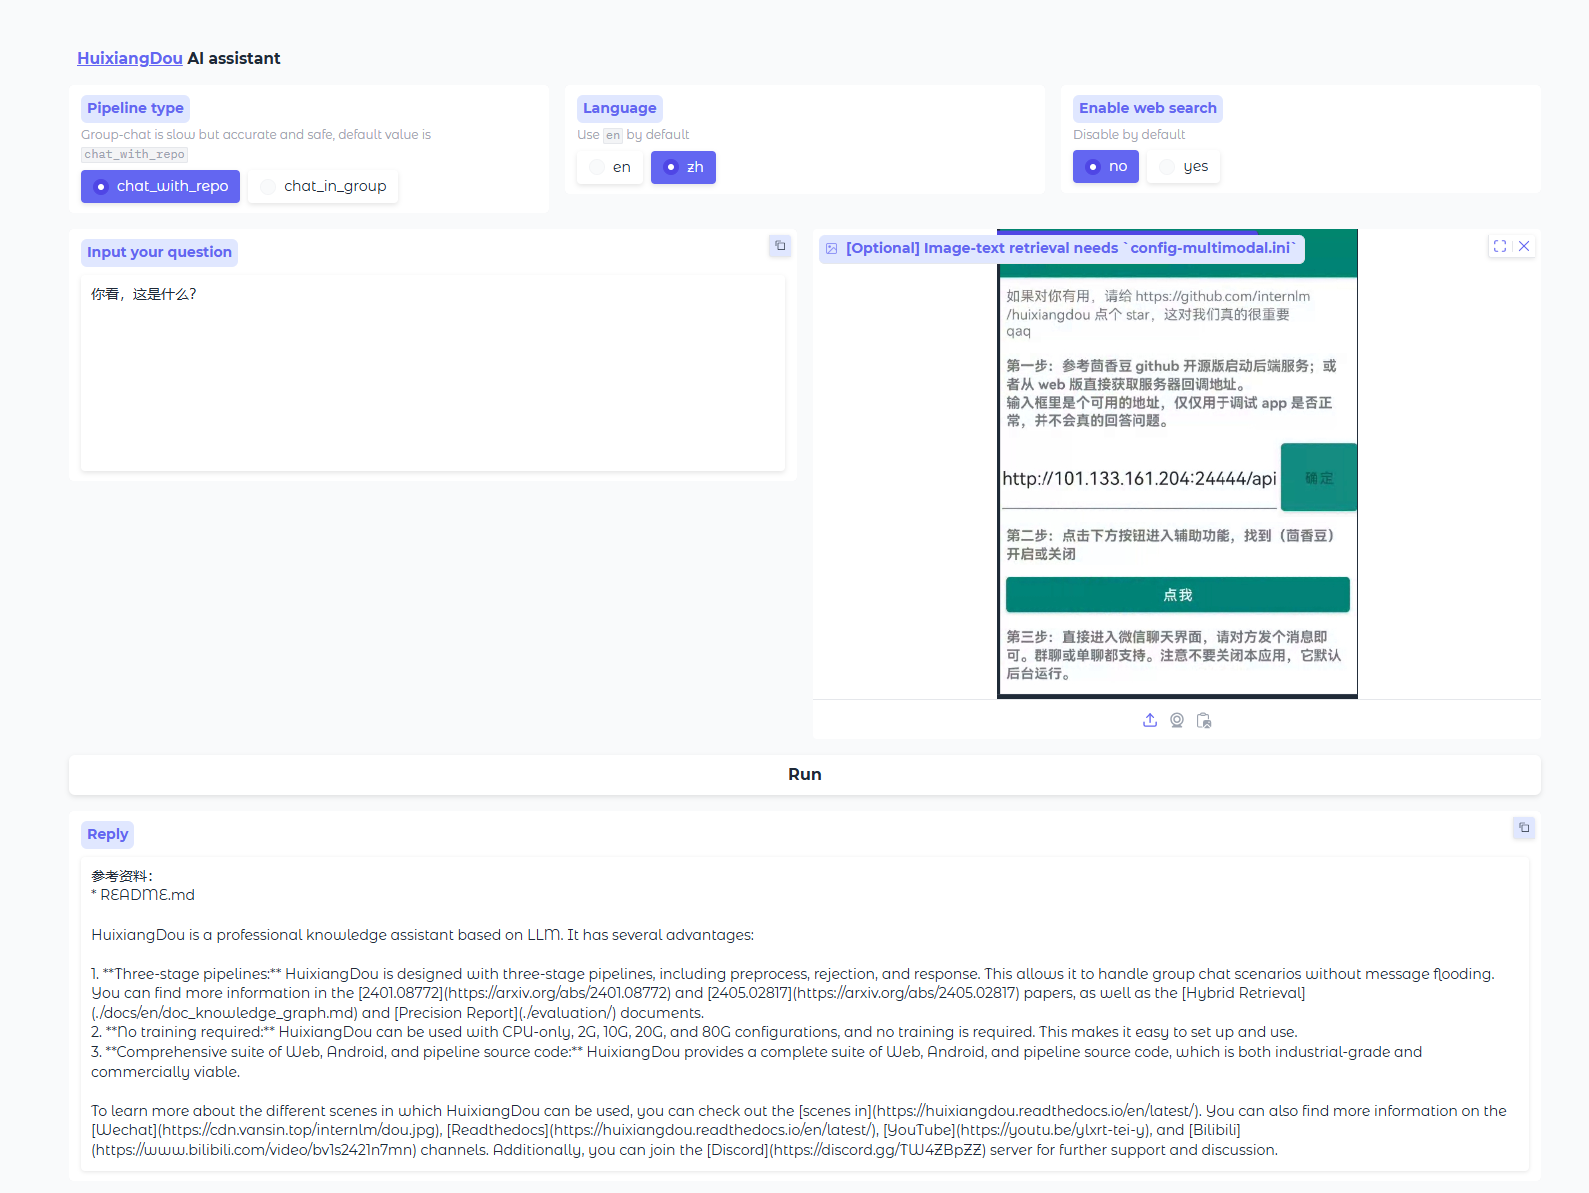 HuixiangDou AI assistant
Pipeline type
Group-chat is slow but accurate and safe, default value is
chat_with_repo
chat_with_repo
chat_in_group
Language
Use en by default
en
zh
Enable web search
Disable by default
no
yes
Input your question
你看，这是什么？
[Optional] Image-text retrieval needs `config-multimodal.ini`
如果对你有用，请给 https://github.com/internlm
/huixiangdou 点个 star，这对我们真的很重要
qaq
第一步：参考茴香豆 github 开源版启动后端服务；或
者从 web 版直接获取服务器回调地址。
输入框里是个可用的地址，仅仅用于调试 app 是否正
常，并不会真的回答问题。
http://101.133.161.204:24444/api
确定
第二步：点击下方按钮进入辅助功能，找到（茴香豆）
开启或关闭
点我
第三步：直接进入微信聊天界面，请对方发个消息即
可。群聊或单聊都支持。注意不要关闭本应用，它默认
后台运行。
Run
Reply
参考资料：
* README.md
HuixiangDou is a professional knowledge assistant based on LLM. It has several advantages:
1. **Three-stage pipelines:** HuixiangDou is designed with three-stage pipelines, including preprocess, rejection, and response. This allows it to handle group chat scenarios without message flooding.
You can find more information in the [2401.08772](https://arxiv.org/abs/2401.08772) and [2405.02817](https://arxiv.org/abs/2405.02817) papers, as well as the [Hybrid Retrieval]
(./docs/en/doc_knowledge_graph.md) and [Precision Report](./evaluation/) documents.
2. **No training required:** HuixiangDou can be used with CPU-only, 2G, 10G, 20G, and 80G configurations, and no training is required. This makes it easy to set up and use.
3. **Comprehensive suite of Web, Android, and pipeline source code:** HuixiangDou provides a complete suite of Web, Android, and pipeline source code, which is both industrial-grade and
commercially viable.
To learn more about the different scenes in which HuixiangDou can be used, you can check out the [scenes in](https://huixiangdou.readthedocs.io/en/latest/). You can also find more information on the
[Wechat](https://cdn.vansin.top/internlm/dou.jpg), [Readthedocs](https://huixiangdou.readthedocs.io/en/latest/), [YouTube](https://youtu.be/ylxrt-tei-y), and [Bilibili]
(https://www.bilibili.com/video/bv1s2421n7mn) channels. Additionally, you can join the [Discord](https://discord.gg/TW4ZBpZZ) server for further support and discussion.